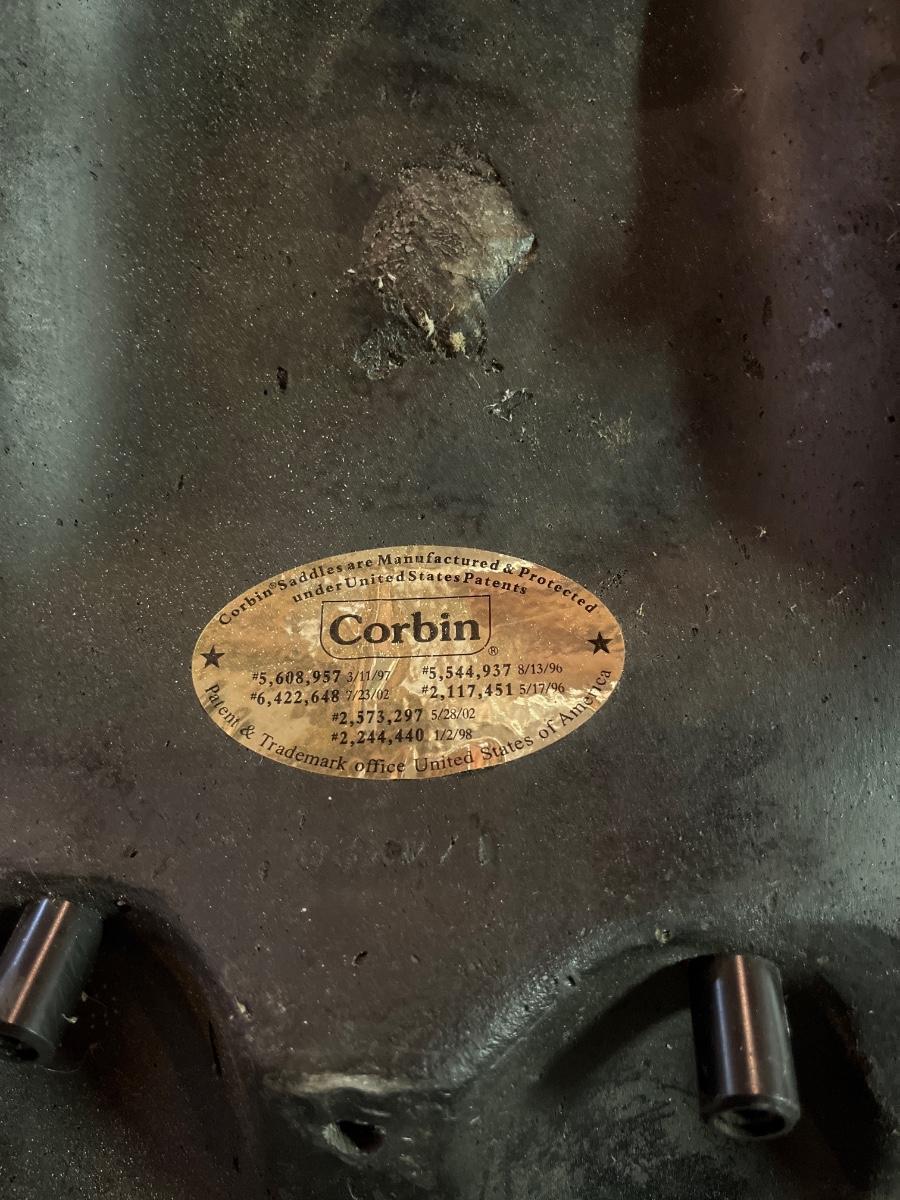 Corbin® Saddles are Manufactured & Protected
under United States Patents
Corbin®
#5,608,957 3/11/97 #5,544,937 8/13/96
#6,422,648 7/23/02 #2,117,451 5/17/96
#2,573,297 5/28/02
#2,244,440 1/2/98
Patent & Trademark office United States of America